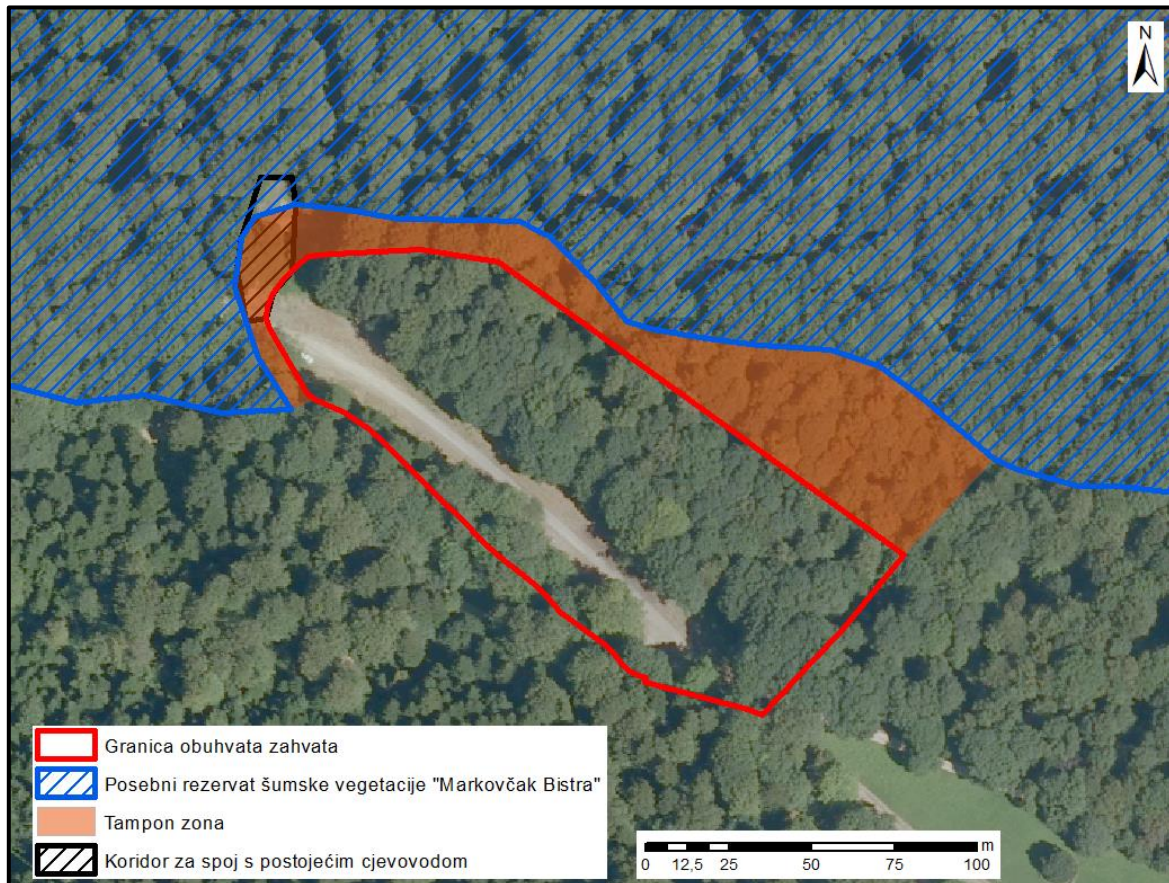 N
Granica obuhvata zahvata
Posebni rezervat šumske vegetacije "Markovčak Bistra"
Tampon zona
Koridor za spoj s postojećim cjevovodom
m
0 12,5 25 50 75 100